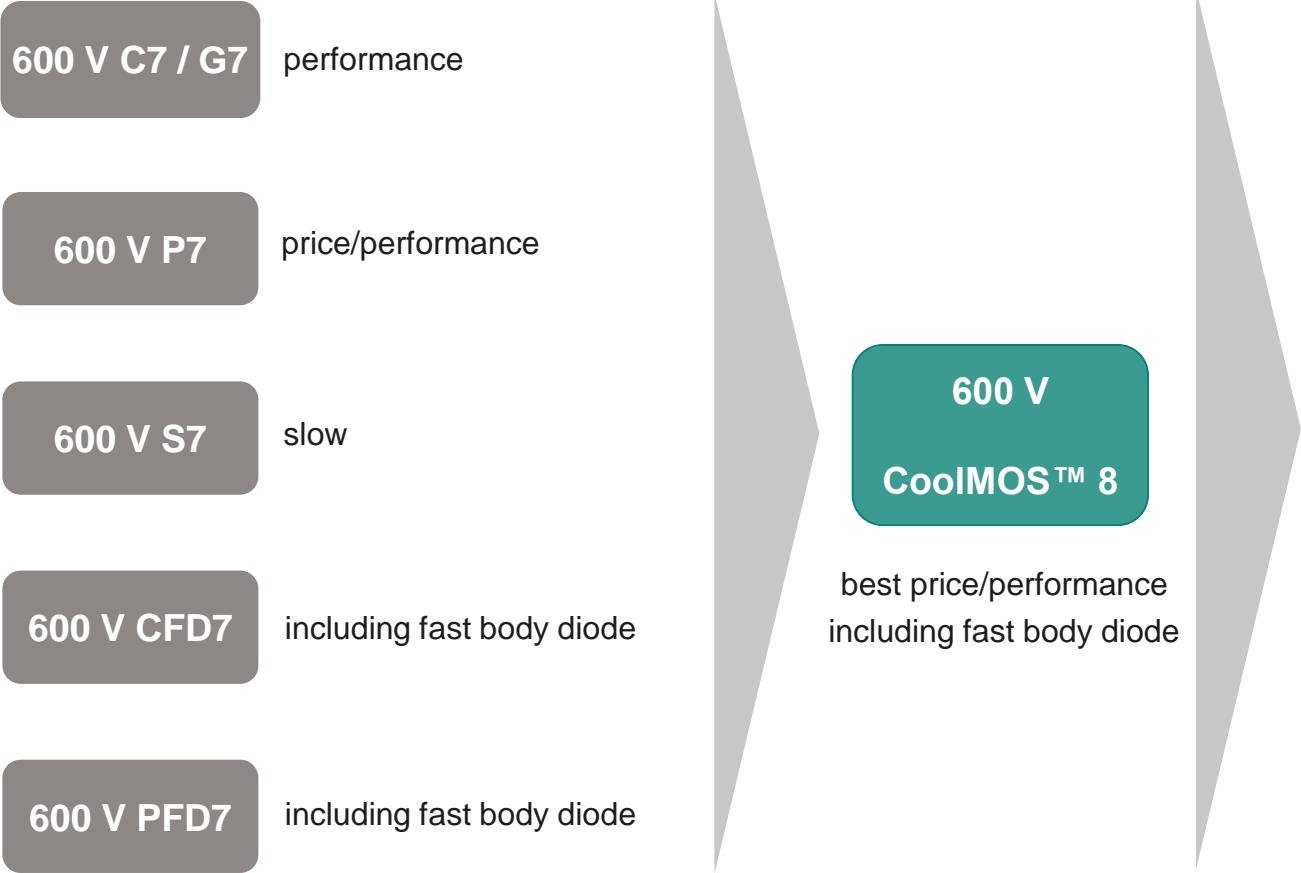 600 V C7 / G7
performance
600 V P7
price/performance
600 V S7
slow
600 V CFD7
including fast body diode
600 V PFD7
including fast body diode
600 V
CoolMOS™ 8
best price/performance
including fast body diode